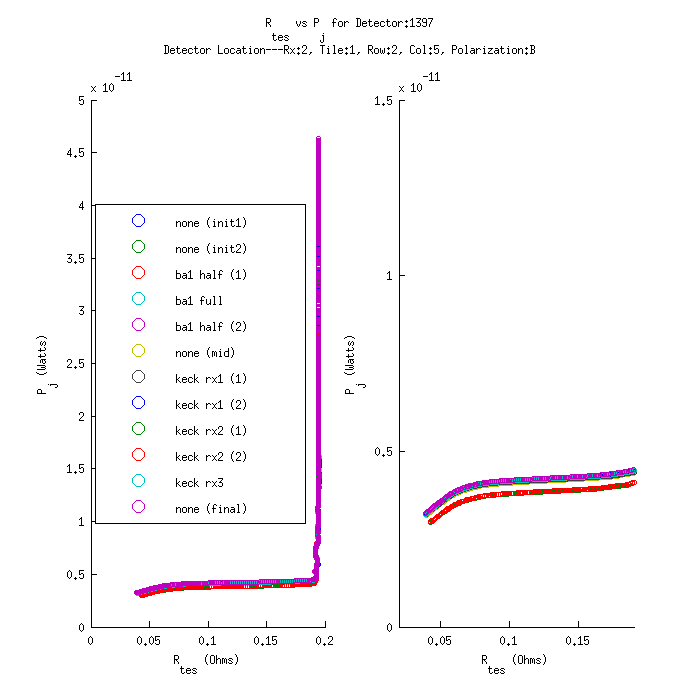 R    vs P  for Detector:1397
tes     j
Detector Location---Rx:2, Tile:1, Row:2, Col:5, Polarization:B
x 10^-11
5
4.5
4
3.5
3
2.5
2
1.5
1
0.5
0
P_j (Watts)
none (init1)
none (init2)
ba1 half (1)
ba1 full
ba1 half (2)
none (mid)
keck rx1 (1)
keck rx1 (2)
keck rx2 (1)
keck rx2 (2)
keck rx3
none (final)
0 0.05 0.1 0.15 0.2
R_tes (Ohms)
x 10^-11
1.5
1
0.5
0
P_j (Watts)
0.05 0.1 0.15
R_tes (Ohms)